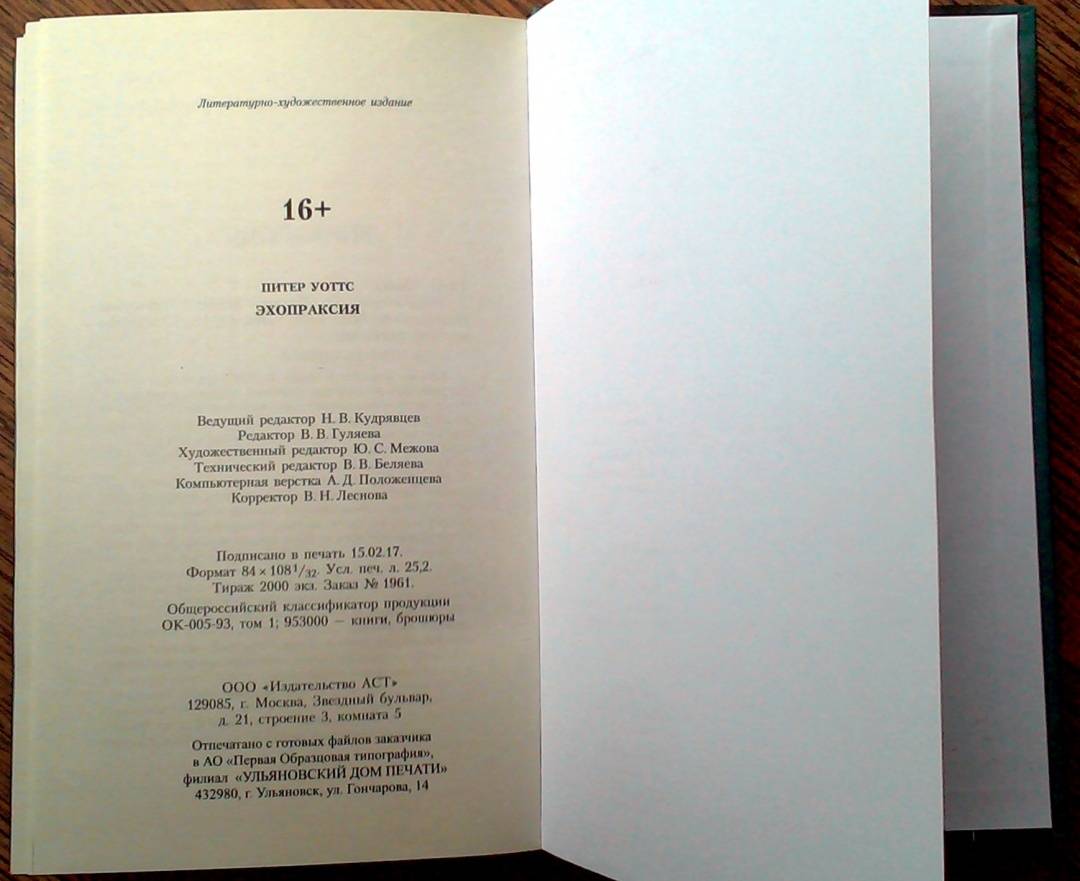 Литературно-художественное издание
16+
ПИТЕР УОТТС
ЭХОПРАКСИЯ
Ведущий редактор Н. В. Кудрявцев
Редактор В. В. Гуляева
Художественный редактор Ю. С. Межова
Технический редактор В. В. Беляева
Компьютерная верстка А. Д. Положенцева
Корректор В. Н. Леснова
Подписано в печать 15.02.17.
Формат 84 × 108 1/32. Усл. печ. л. 25,2.
Тираж 2000 экз. Заказ № 1961.
Общероссийский классификатор продукции
ОК-005-93, том 1; 953000 — книги, брошюры
ООО «Издательство АСТ»
129085, г. Москва, Звездный бульвар,
д. 21, строение 3, комната 5
Отпечатано с готовых файлов заказчика
в АО «Первая Образцовая типография»,
филиал «УЛЬЯНОВСКИЙ ДОМ ПЕЧАТИ»
432980, г. Ульяновск, ул. Гончарова, 14